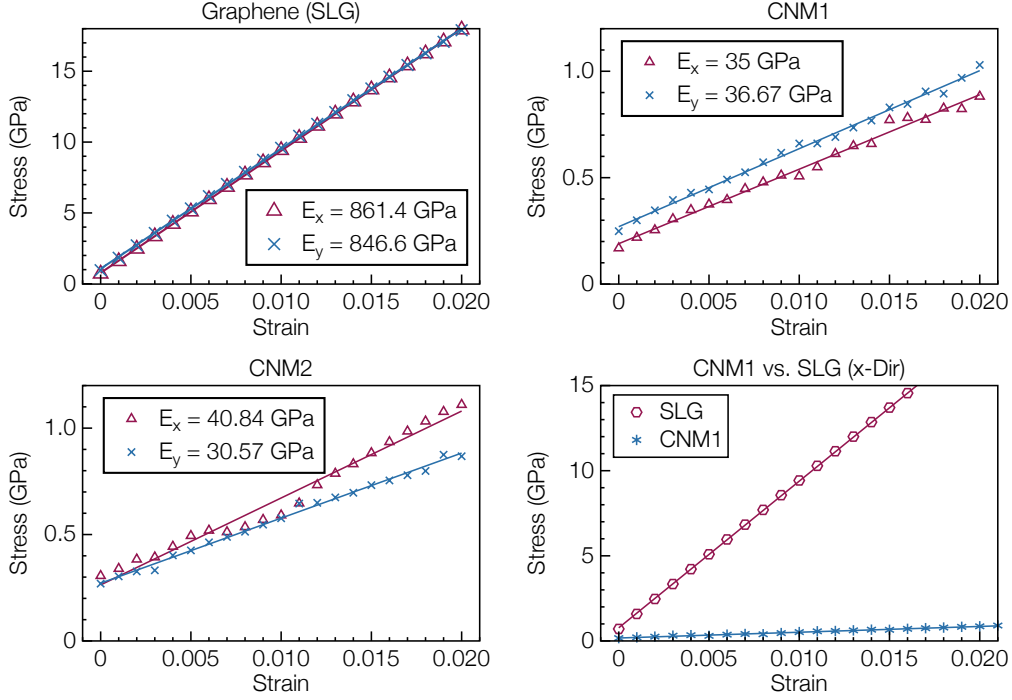 Graphene (SLG)
Stress (GPa)
15
10
5
0
E_x = 861.4 GPa
E_y = 846.6 GPa
0 0.005 0.010 0.015 0.020
Strain
CNM1
Stress (GPa)
1.0
0.5
0
E_x = 35 GPa
E_y = 36.67 GPa
0 0.005 0.010 0.015 0.020
Strain
CNM2
Stress (GPa)
1.0
0.5
0
E_x = 40.84 GPa
E_y = 30.57 GPa
0 0.005 0.010 0.015 0.020
Strain
CNM1 vs. SLG (x-Dir)
Stress (GPa)
15
10
5
0
SLG
CNM1
0 0.005 0.010 0.015 0.020
Strain